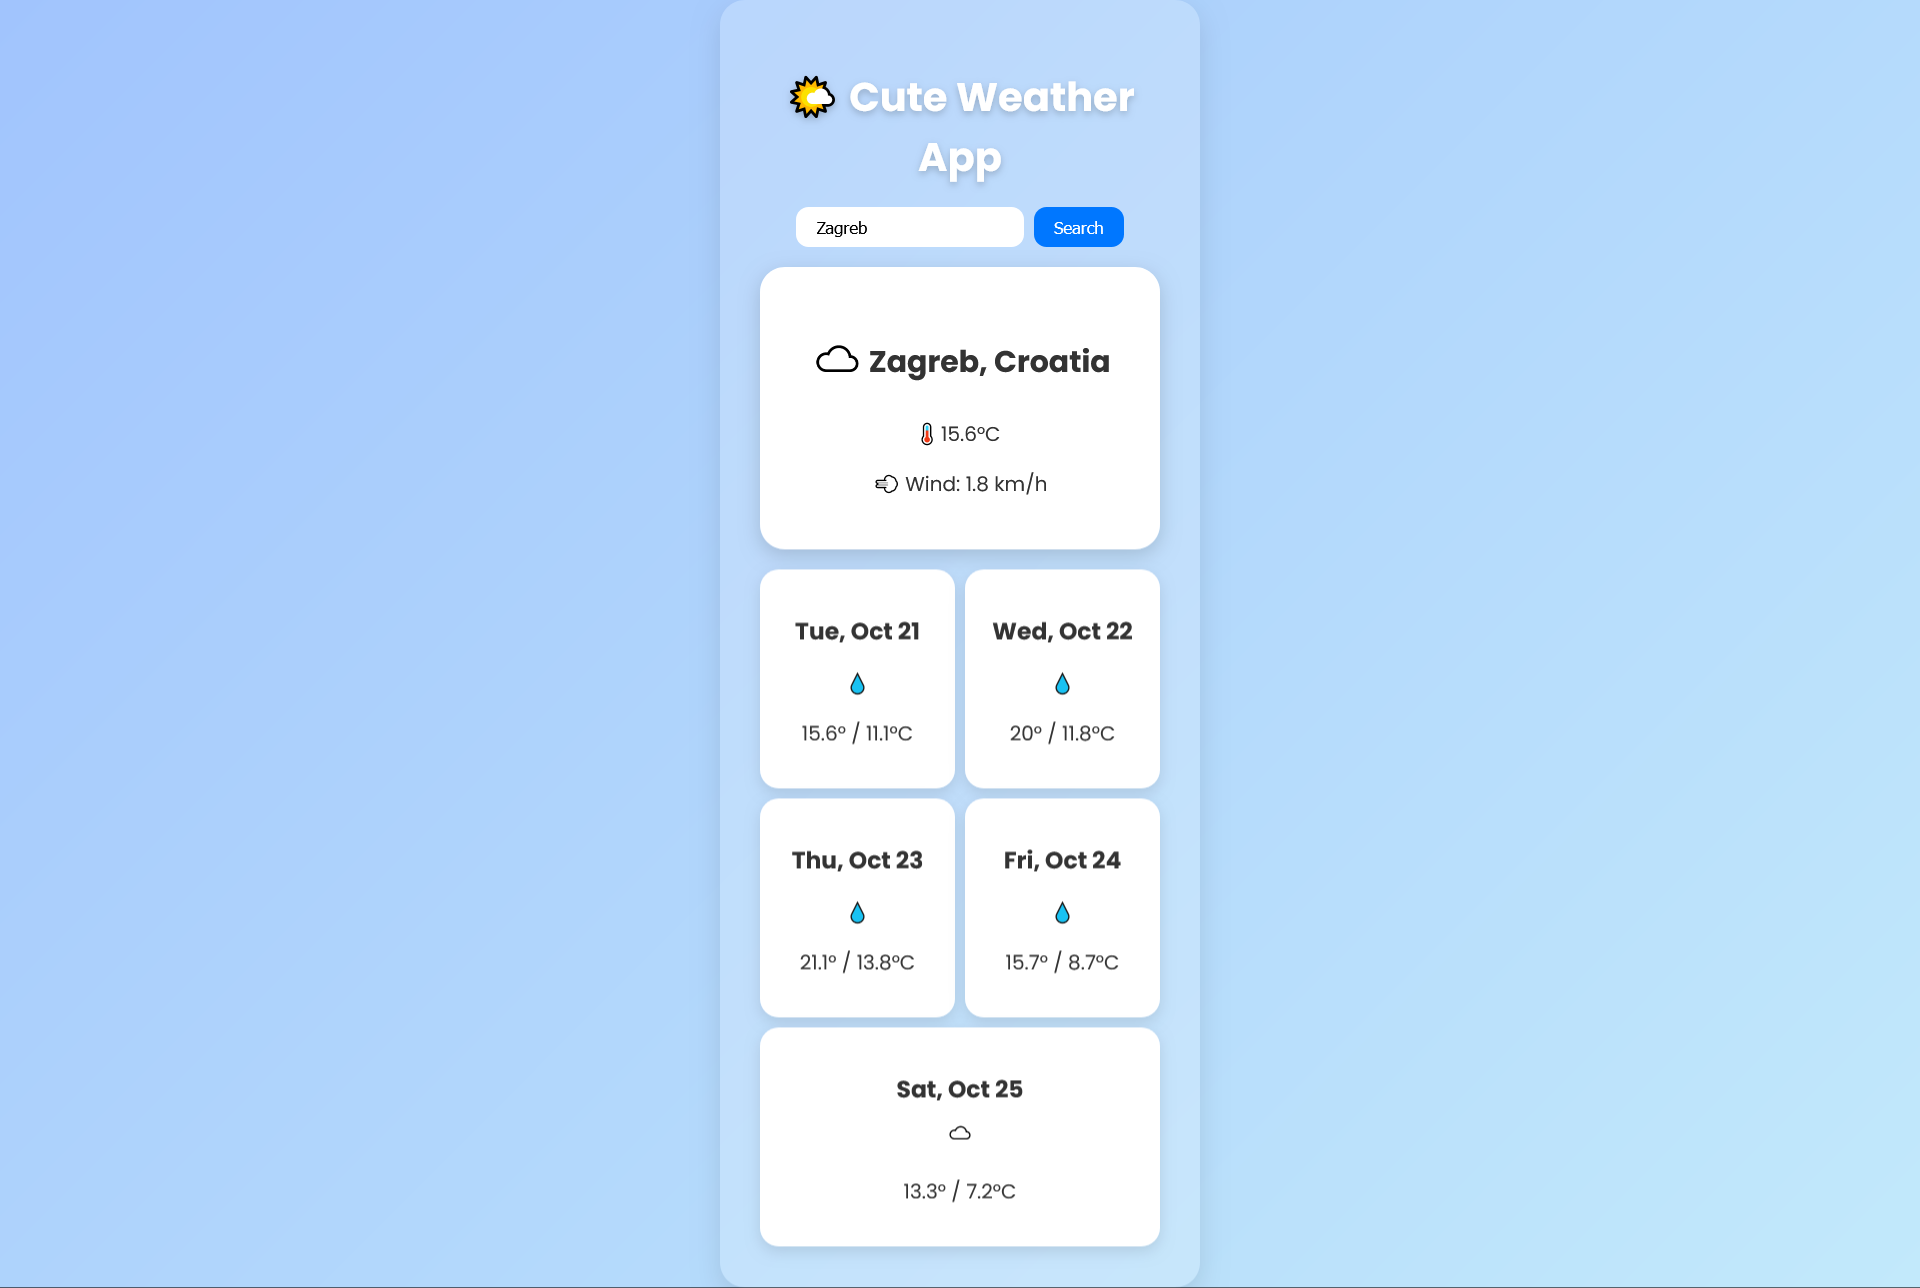 Cute Weather
App
Zagreb
Search
Zagreb, Croatia
15.6°C
Wind: 1.8 km/h
Tue, Oct 21
15.6° / 11.1°C
Wed, Oct 22
20° / 11.8°C
Thu, Oct 23
21.1° / 13.8°C
Fri, Oct 24
15.7° / 8.7°C
Sat, Oct 25
13.3° / 7.2°C